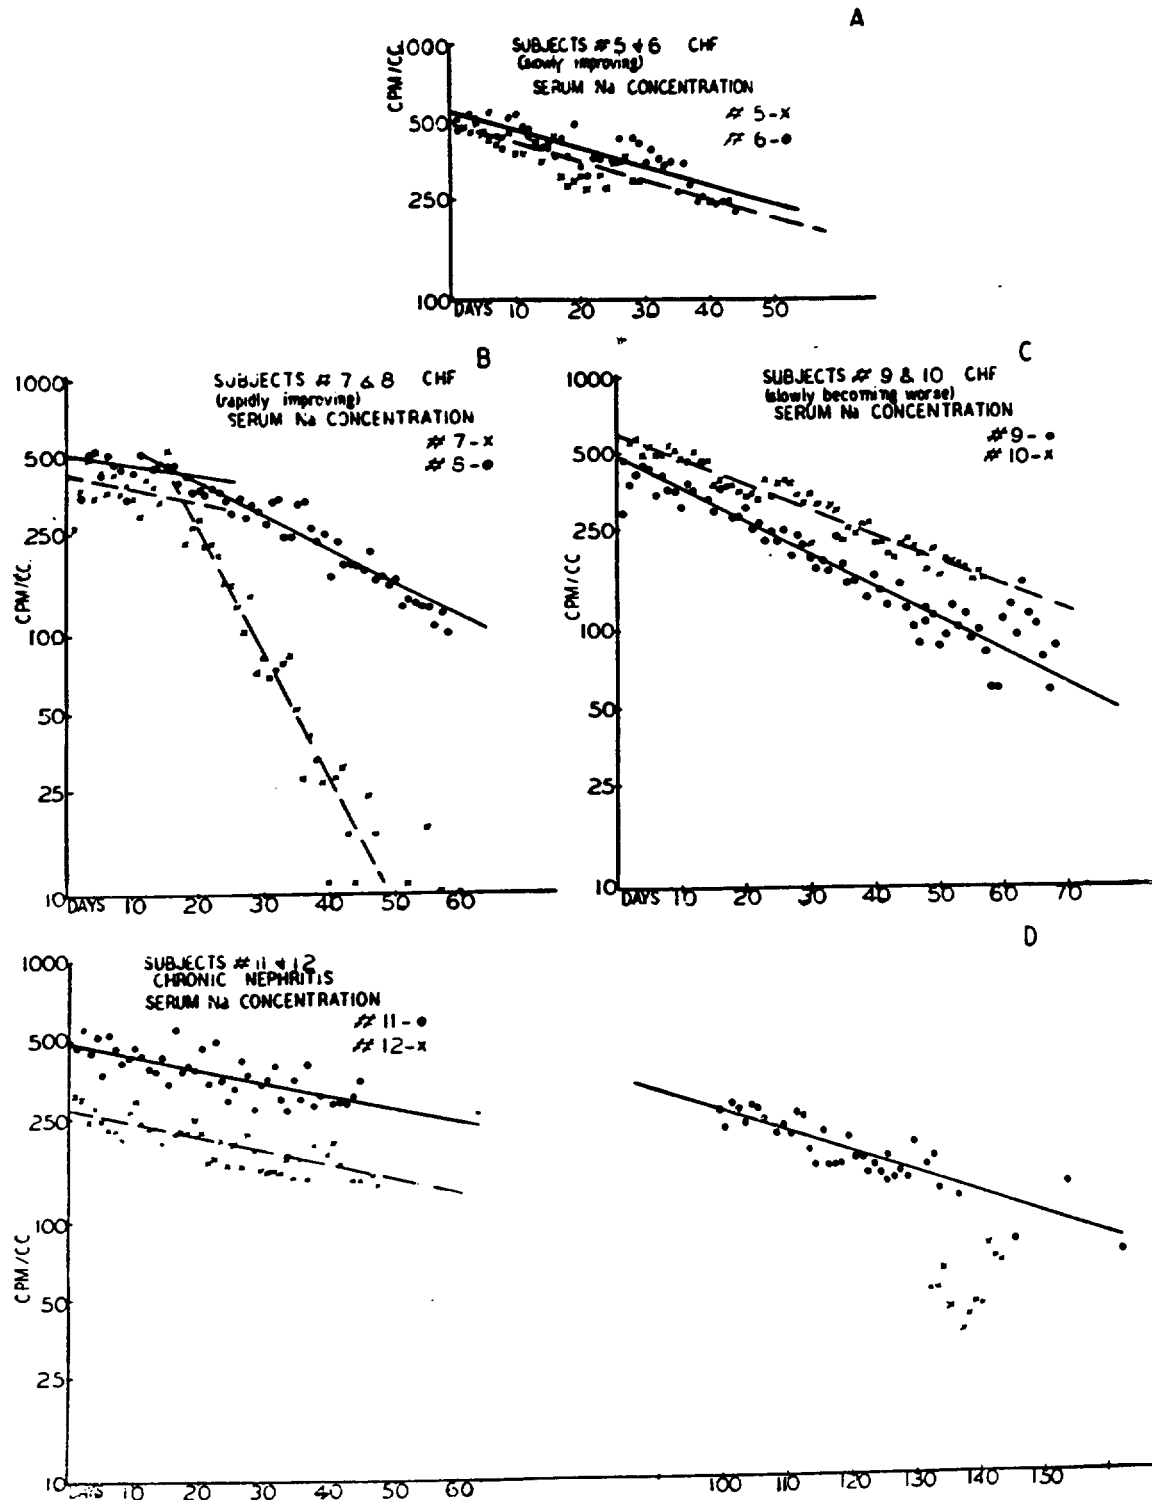 A
SUBJECTS # 5 & 6 CHF
(slowly improving)
SERUM Na CONCENTRATION
# 5-x
# 6-●
CPM/CC
1000
500
250
100
DAYS 10 20 30 40 50
B
SUBJECTS # 7 & 8 CHF
(rapidly improving)
SERUM Na CONCENTRATION
# 7-x
# 8-●
CPM/CC.
1000
500
250
100
50
25
10
DAYS 10 20 30 40 50 60
C
SUBJECTS # 9 & 10 CHF
(slowly becoming worse)
SERUM Na CONCENTRATION
#9-●
#10-x
CPM/CC
1000
500
250
100
50
25
10
DAYS 10 20 30 40 50 60 70
D
SUBJECTS # 11 & 12
CHRONIC NEPHRITIS
SERUM Na CONCENTRATION
# 11-●
# 12-x
CPM/CC
1000
500
250
100
50
25
10
DAYS 10 20 30 40 50 60 100 110 120 130 140 150